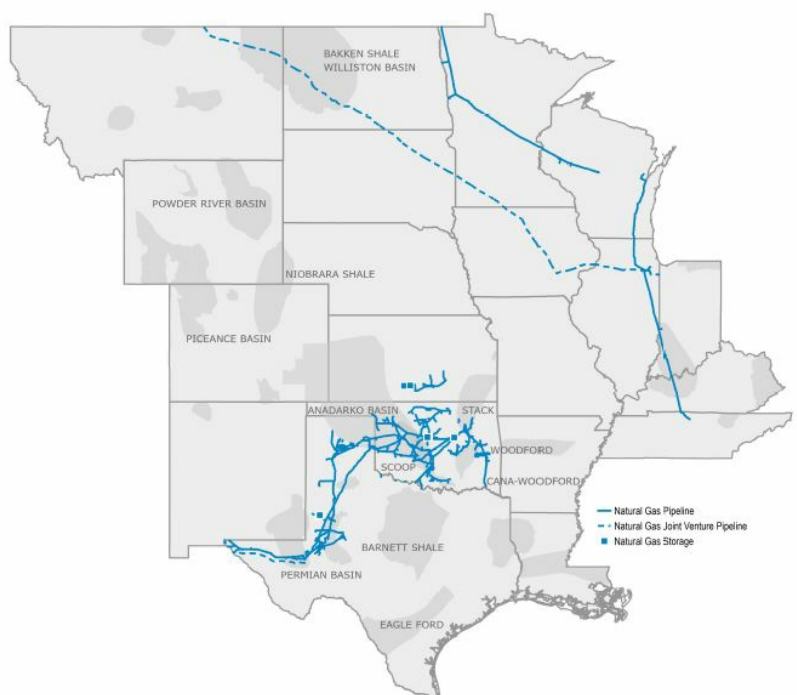 BAKKEN SHALE
WILLISTON BASIN
POWDER RIVER BASIN
NIOBRARA SHALE
PICEANCE BASIN
ANADARKO BASIN
STACK
WOODFORD
SCOOP
CANA-WOODFORD
Natural Gas Pipeline
Natural Gas Joint Venture Pipeline
Natural Gas Storage
BARNETT SHALE
PERMIAN BASIN
EAGLE FORD